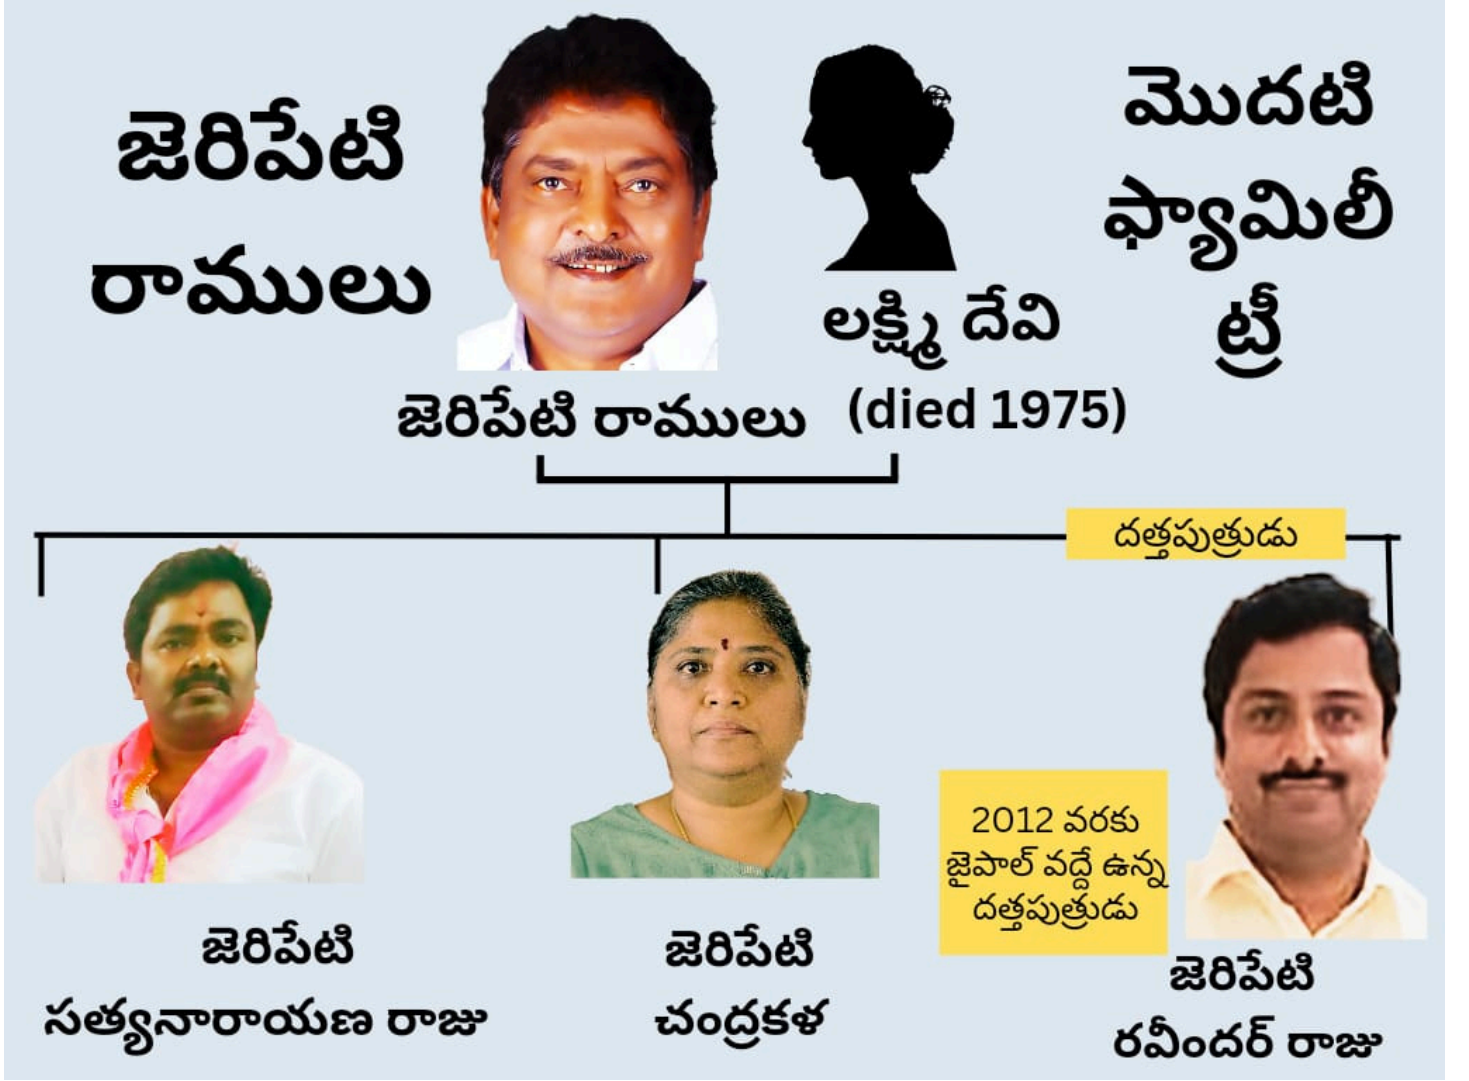 జెరిపేటి
రాములు
మొదటి
ఫ్యామిలీ
ట్రీ
జెరిపేటి రాములు
లక్ష్మి దేవి
(died 1975)
దత్తపుత్రుడు
2012 వరకు
జైపాల్ వద్దే ఉన్న
దత్తపుత్రుడు
జెరిపేటి
సత్యనారాయణ రాజు
జెరిపేటి
చంద్రకళ
జెరిపేటి
రవీందర్ రాజు